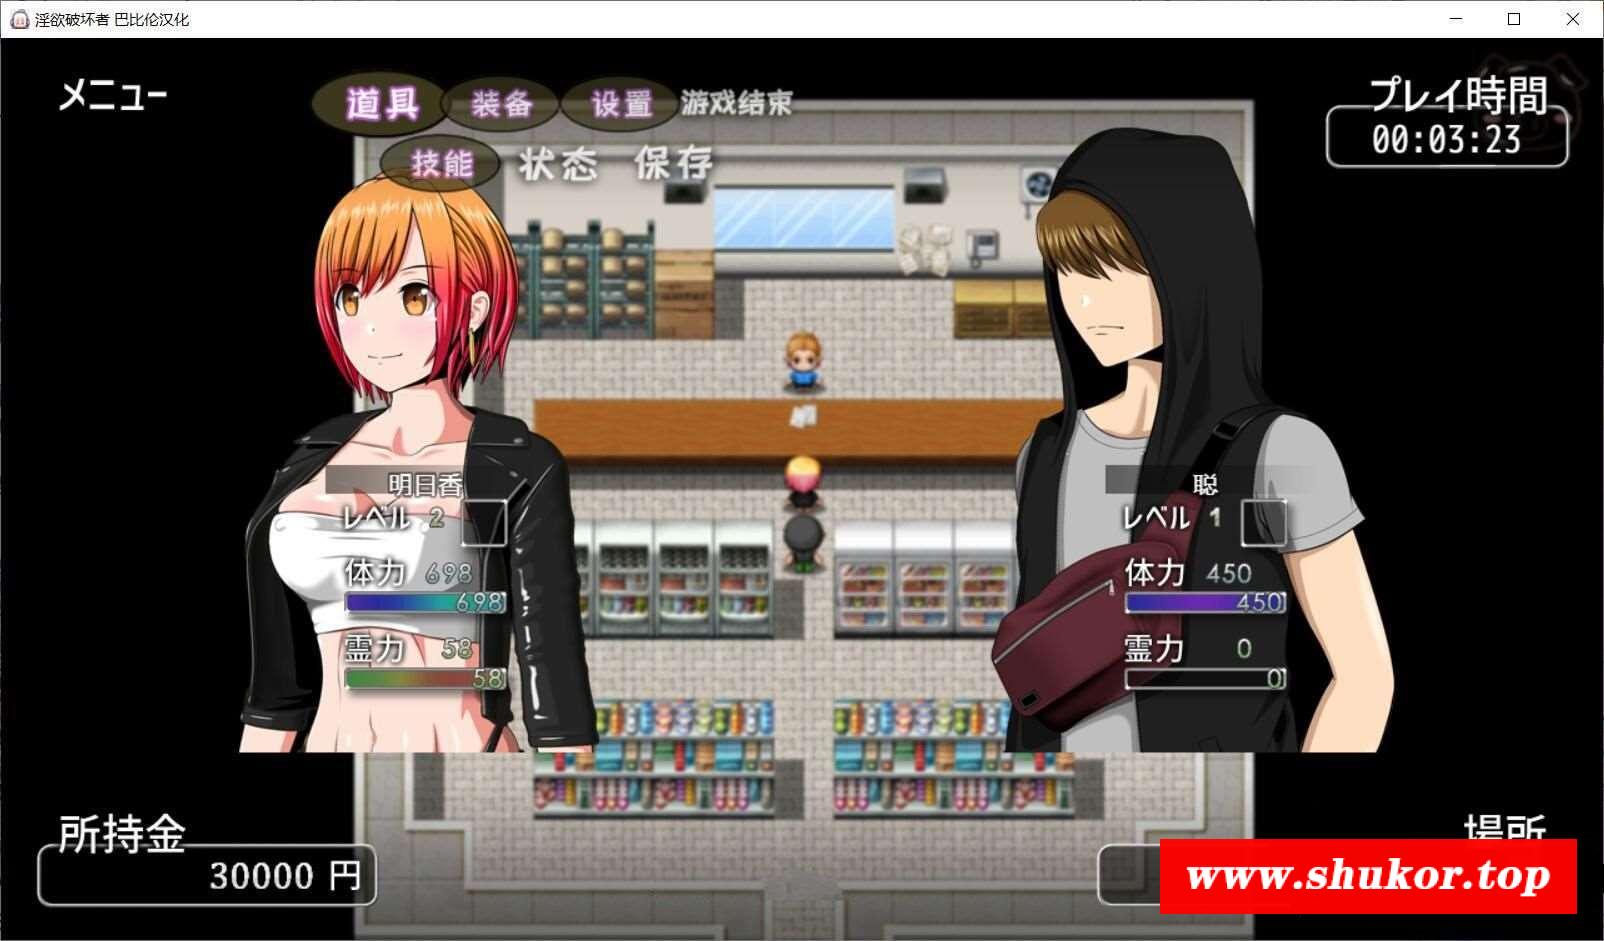 淫欲破坏者 巴比伦汉化
メニュー
道具 装备 设置 游戏结束
技能 状态 保存
プレイ時間
00:03:23
明日香
レベル 2
体力 698
698
霊力 58
58
聡
レベル 1
体力 450
450
霊力 0
0
所持金
30000 円
場所
www.shukor.top